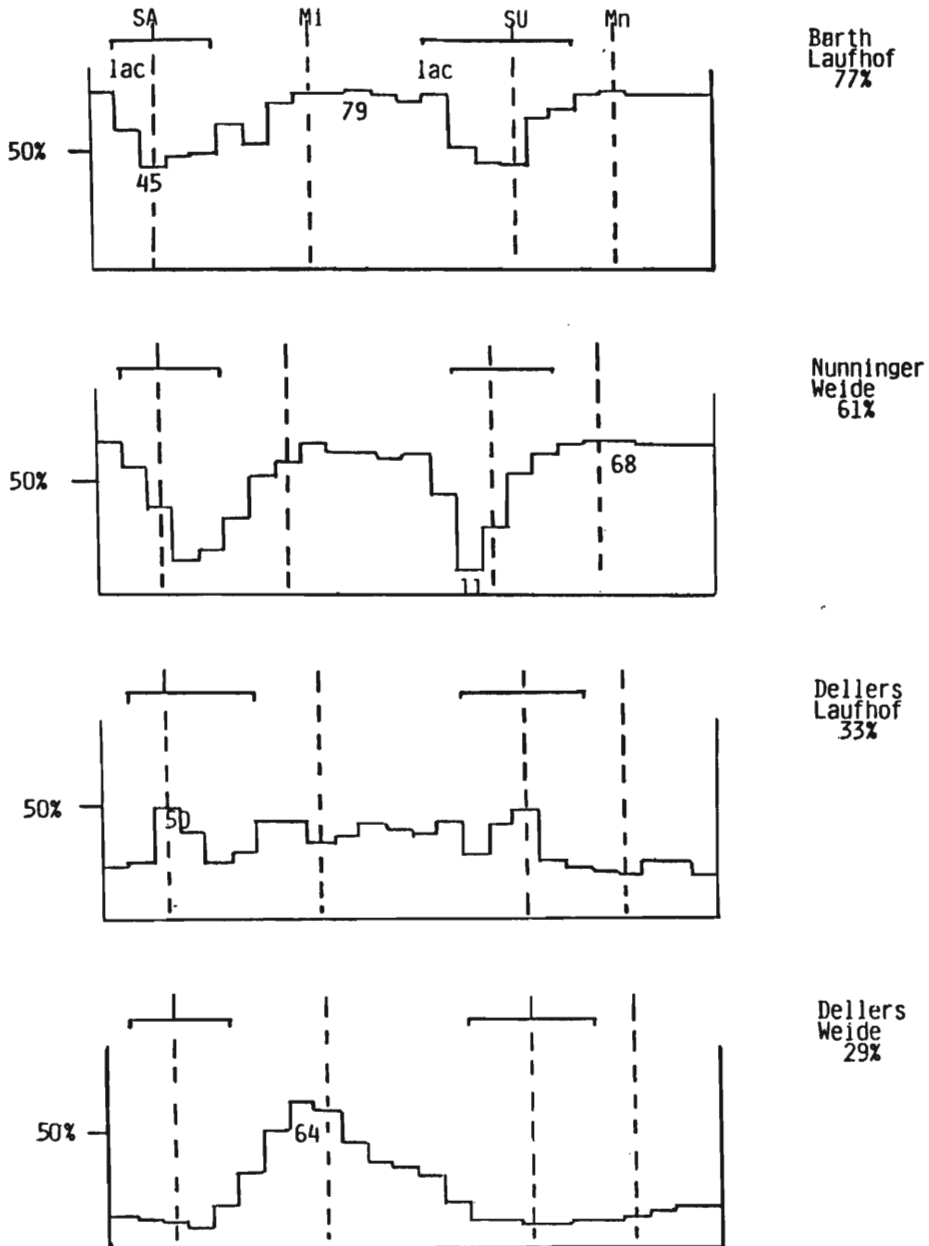 SA Mi SU Mn
Barth
Laufhof
77%
lac lac
79
50%
45
Nunninger
Weide
61%
50%
68
11
Dellers
Laufhof
33%
50%
50
Dellers
Weide
29%
50%
64